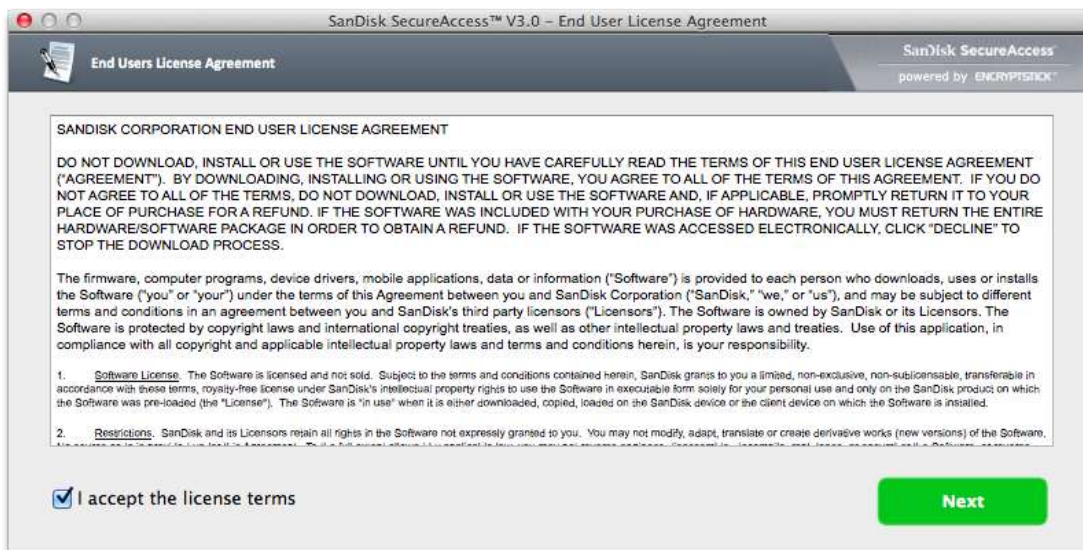 SanDisk SecureAccess™ V3.0 – End User License Agreement
End Users License Agreement
SanDisk SecureAccess™
powered by ENCRYPTSTICK™
SANDISK CORPORATION END USER LICENSE AGREEMENT
DO NOT DOWNLOAD, INSTALL OR USE THE SOFTWARE UNTIL YOU HAVE CAREFULLY READ THE TERMS OF THIS END USER LICENSE AGREEMENT
("AGREEMENT"). BY DOWNLOADING, INSTALLING OR USING THE SOFTWARE, YOU AGREE TO ALL OF THE TERMS OF THIS AGREEMENT. IF YOU DO
NOT AGREE TO ALL OF THE TERMS, DO NOT DOWNLOAD, INSTALL OR USE THE SOFTWARE AND, IF APPLICABLE, PROMPTLY RETURN IT TO YOUR
PLACE OF PURCHASE FOR A REFUND. IF THE SOFTWARE WAS INCLUDED WITH YOUR PURCHASE OF HARDWARE, YOU MUST RETURN THE ENTIRE
HARDWARE/SOFTWARE PACKAGE IN ORDER TO OBTAIN A REFUND. IF THE SOFTWARE WAS ACCESSED ELECTRONICALLY, CLICK "DECLINE" TO
STOP THE DOWNLOAD PROCESS.
The firmware, computer programs, device drivers, mobile applications, data or information ("Software") is provided to each person who downloads, uses or installs
the Software ("you" or "your") under the terms of this Agreement between you and SanDisk Corporation ("SanDisk," "we," or "us"), and may be subject to different
terms and conditions in an agreement between you and SanDisk's third party licensors ("Licensors"). The Software is owned by SanDisk or its Licensors. The
Software is protected by copyright laws and international copyright treaties, as well as other intellectual property laws and treaties. Use of this application, in
compliance with all copyright and applicable intellectual property laws and terms and conditions herein, is your responsibility.
1. Software License. The Software is licensed and not sold. Subject to the terms and conditions contained herein, SanDisk grants to you a limited, non-exclusive, non-sublicensable, transferable in
accordance with these terms, royalty-free license under SanDisk's intellectual property rights to use the Software in executable form solely for your personal use and only on the SanDisk product on which
the Software was pre-loaded (the "License"). The Software is "in use" when it is either downloaded, copied, loaded on the SanDisk device or the client device on which the Software is installed.
2. Restrictions. SanDisk and its Licensors retain all rights in the Software not expressly granted to you. You may not modify, adapt, translate or create derivative works (new versions) of the Software.
I accept the license terms
Next